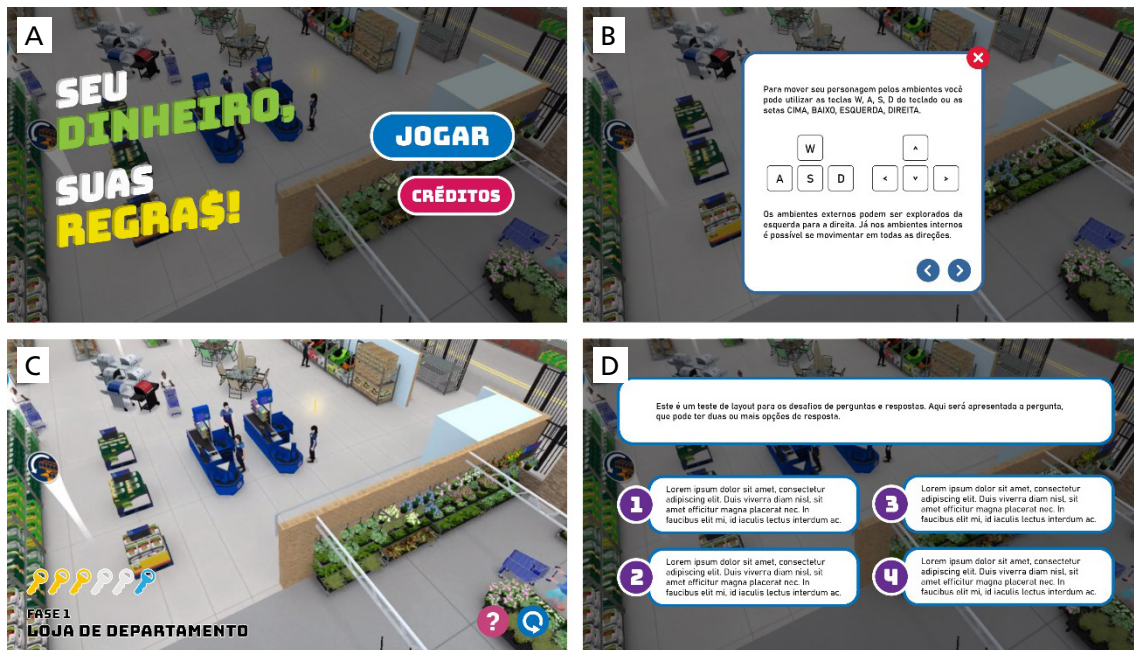 A
SEU
DINHEIRO,
SUAS
REGRA$!
JOGAR
CRÉDITOS
B
Para mover seu personagem pelos ambientes você
pode utilizar as teclas W, A, S, D do teclado ou as
setas CIMA, BAIXO, ESQUERDA, DIREITA.
W
A S D
Os ambientes externos podem ser explorados da
esquerda para a direita. Já nos ambientes internos
é possível se movimentar em todas as direções.
C
FASE 1
LOJA DE DEPARTAMENTO
?
D
Este é um teste de layout para os desafios de perguntas e respostas. Aqui será apresentada a pergunta,
que pode ter duas ou mais opções de resposta.
1
Lorem ipsum dolor sit amet, consectetur
adipiscing elit. Duis viverra diam nisl, sit
amet efficitur magna placerat nec. In
faucibus elit mi, id iaculis lectus interdum ac.
2
Lorem ipsum dolor sit amet, consectetur
adipiscing elit. Duis viverra diam nisl, sit
amet efficitur magna placerat nec. In
faucibus elit mi, id iaculis lectus interdum ac.
3
Lorem ipsum dolor sit amet, consectetur
adipiscing elit. Duis viverra diam nisl, sit
amet efficitur magna placerat nec. In
faucibus elit mi, id iaculis lectus interdum ac.
4
Lorem ipsum dolor sit amet, consectetur
adipiscing elit. Duis viverra diam nisl, sit
amet efficitur magna placerat nec. In
faucibus elit mi, id iaculis lectus interdum ac.